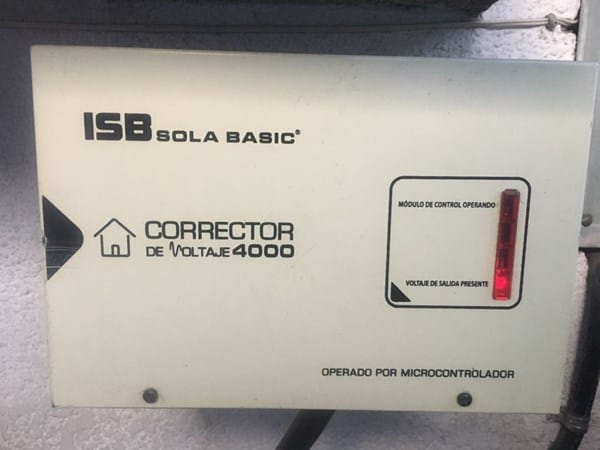 ISB SOLA BASIC®
MÓDULO DE CONTROL OPERANDO
CORRECTOR
DE VOLTAJE 4000
VOLTAJE DE SALIDA PRESENTE
OPERADO POR MICROCONTROLADOR